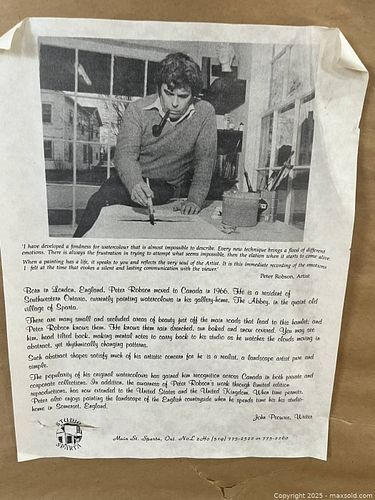 'I have developed a fondness for watercolour that is almost impossible to describe. Every new technique brings a flood of different
emotions. There is always the frustration in trying to attempt what seems impossible, then the elation when it starts to come alive.
When a painting has a life, it speaks to you and reflects the very soul of the Artist. It is this immediate recording of the emotions
I felt at the time that evokes a silent and lasting communication with the viewer.'
Peter Robson, Artist
Born in London, England, Peter Robson moved to Canada in 1966. He is a resident of
Southwestern Ontario, currently painting watercolours in his gallery-home, The Abbey, in the quiet old
village of Sparta.
There are many small and secluded areas of beauty just off the main roads that lead to this hamlet; and
Peter Robson knows them. He knows them rain drenched, sun baked and snow covered. You may see
him, head tilted back, making mental notes to carry back to his studio as he watches the clouds moving in
abstract, yet rhythmically changing patterns.
Such abstract shapes satisfy much of his artistic concern for he is a realist, a landscape artist pure and
simple.
The popularity of his original watercolours has gained him recognition across Canada in both private and
corporate collections. In addition, the awareness of Peter Robson's work through limited edition
reproductions, has now extended to the United States and the United Kingdom. When time permits,
Peter also enjoys painting the landscape of the English countryside when he spends time his his studio-
home in Somerset, England.
John Writer
STUDIO
SPARTA
Main St. Sparta, Ont. NoL 2Ho (519) 775-2522 or 775-2260
Copyright 2025 - maxsold.com